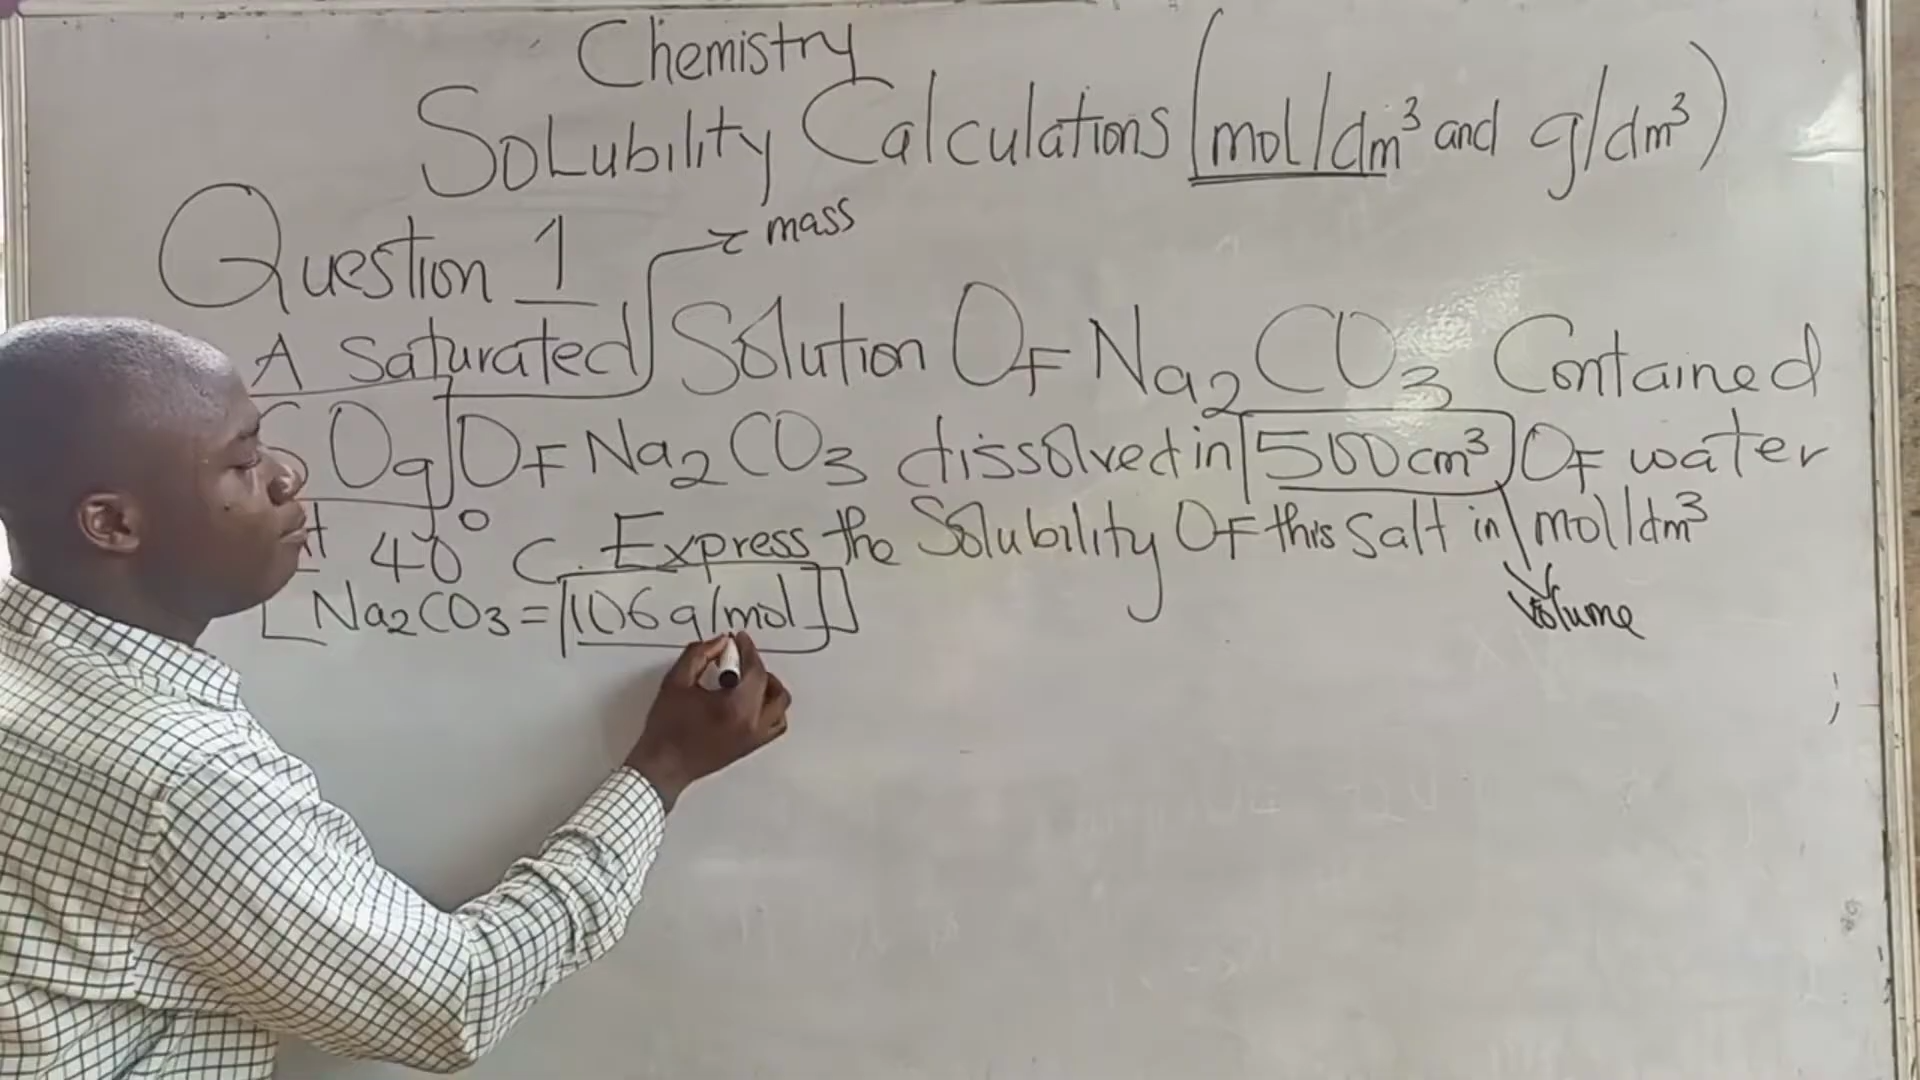 Chemistry
Solubility Calculations (mol/dm³ and g/dm³)
Question 1
mass
A saturated Solution Of Na₂CO₃ Contained
0g Of Na₂CO₃ dissolved in 500cm³ Of water
40° C. Express the Solubility Of this Salt in mol/dm³
[Na₂CO₃ = 106g/mol]
Volume